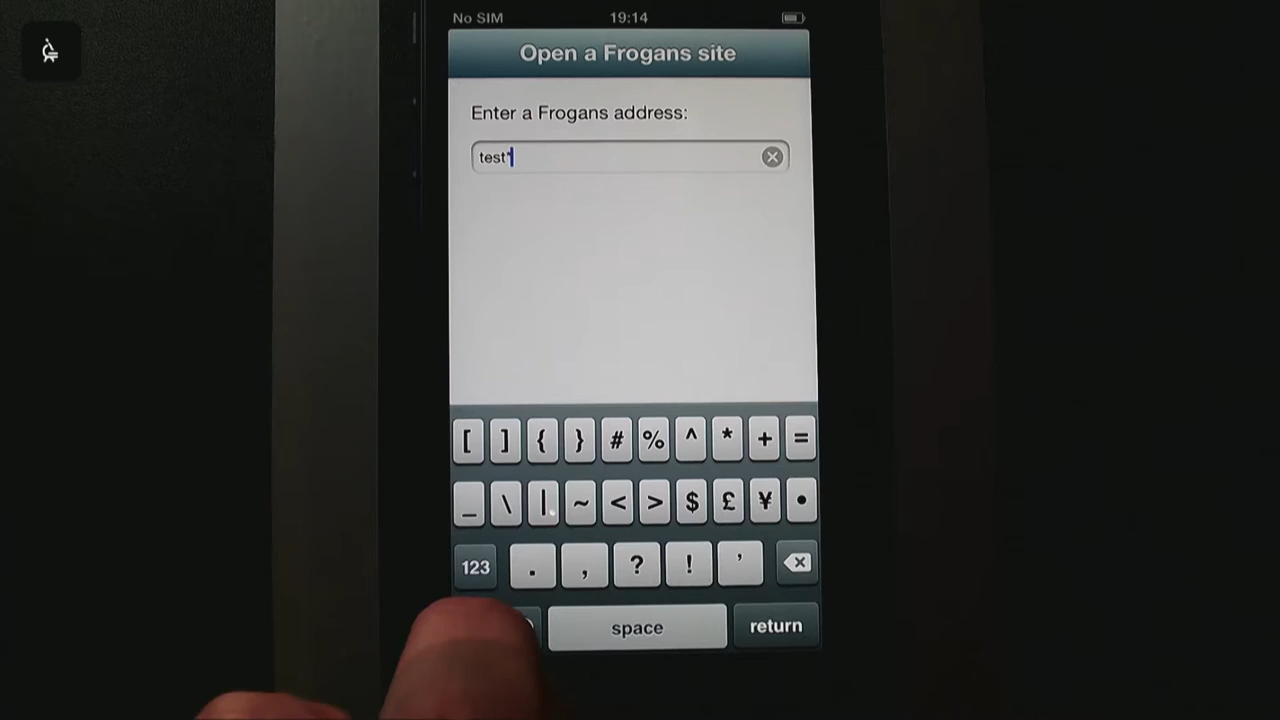 No SIM 19:14
Open a Frogans site
Enter a Frogans address:
test*
[ ] { } # % ^ * + =
_ \ | ~ < > $ £ ¥ •
123 . , ? ! ’
space return